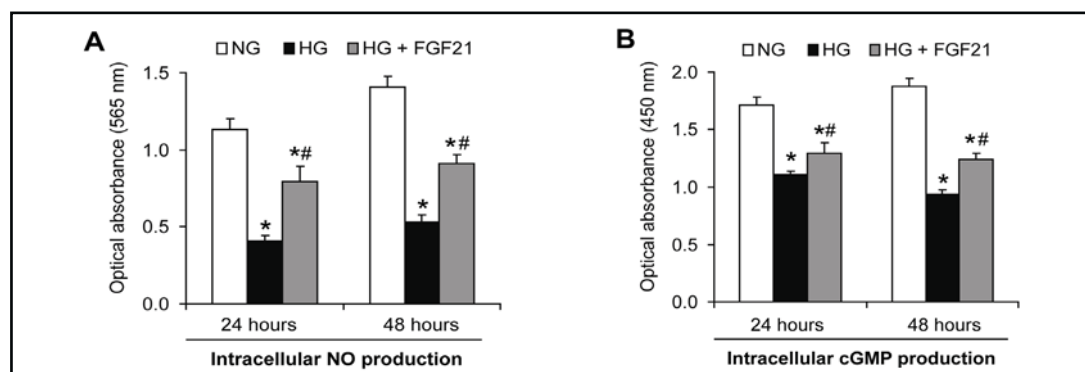 A
NG HG HG + FGF21
Optical absorbance (565 nm)
1.5
1.0
0.5
0.0
*
*#
*
*#
24 hours 48 hours
Intracellular NO production
B
NG HG HG + FGF21
Optical absorbance (450 nm)
2.0
1.5
1.0
0.5
0.0
*
*#
*
*#
24 hours 48 hours
Intracellular cGMP production